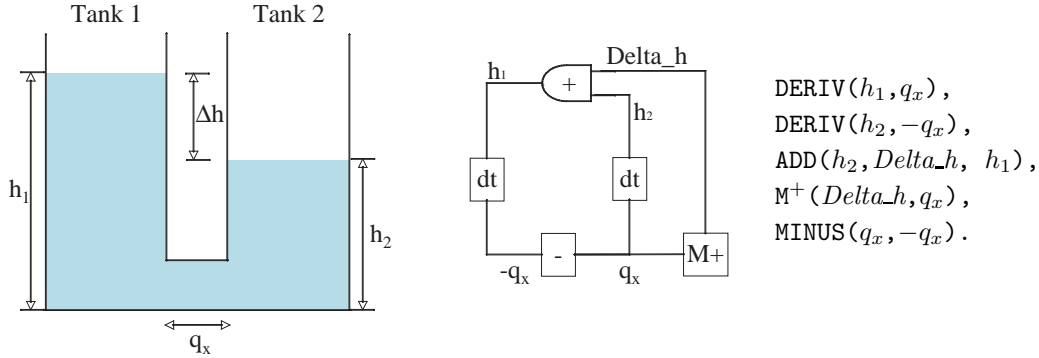 Tank 1
Tank 2
Δh
h1
h2
qx
Delta_h
h1
+
h2
dt
dt
-
M+
-qx
qx
DERIV(h1,qx),
DERIV(h2,-qx),
ADD(h2,Delta_h, h1),
M+(Delta_h,qx),
MINUS(qx,-qx).